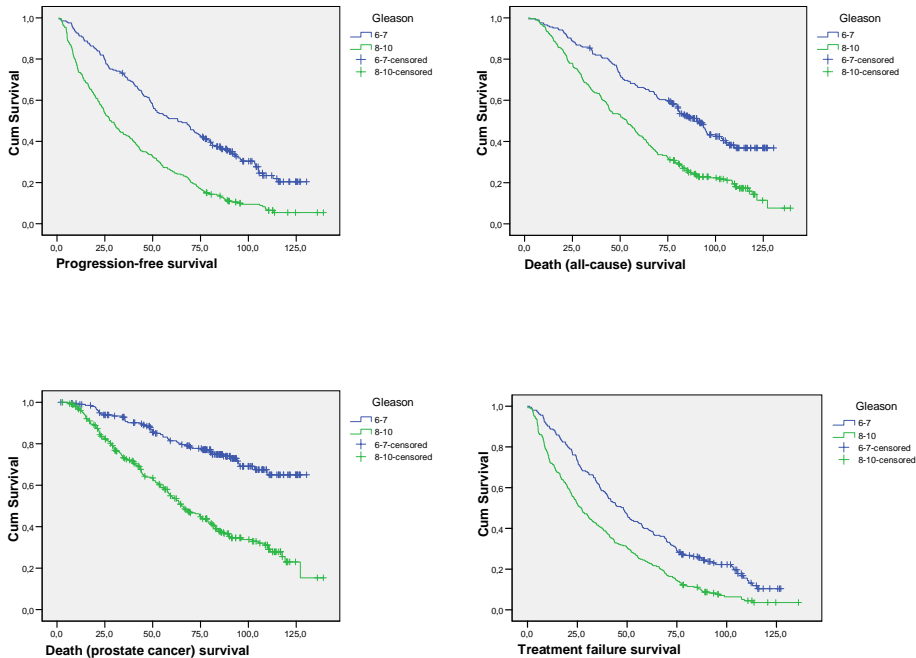 Gleason
6-7
8-10
6-7-censored
8-10-censored
Cum Survival
1,0
0,8
0,6
0,4
0,2
0,0
0,0 25,0 50,0 75,0 100,0 125,0
Progression-free survival
Gleason
6-7
8-10
6-7-censored
8-10-censored
Cum Survival
1,0
0,8
0,6
0,4
0,2
0,0
0,0 25,0 50,0 75,0 100,0 125,0
Death (all-cause) survival
Gleason
6-7
8-10
6-7-censored
8-10-censored
Cum Survival
1,0
0,8
0,6
0,4
0,2
0,0
0,0 25,0 50,0 75,0 100,0 125,0
Death (prostate cancer) survival
Gleason
6-7
8-10
6-7-censored
8-10-censored
Cum Survival
1,0
0,8
0,6
0,4
0,2
0,0
0,0 25,0 50,0 75,0 100,0 125,0
Treatment failure survival